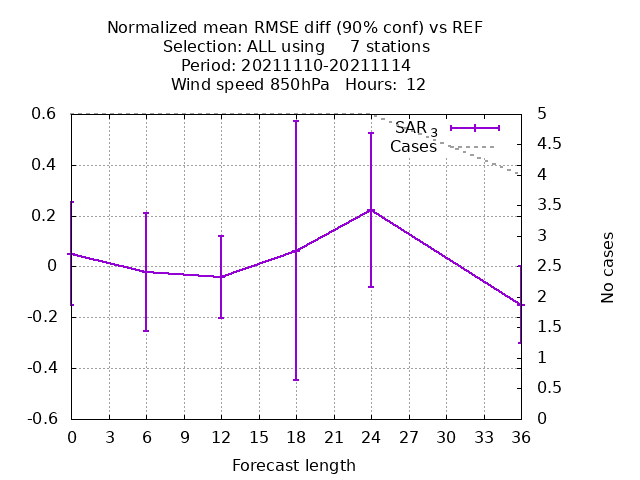 Normalized mean RMSE diff (90% conf) vs REF
Selection: ALL using     7 stations
Period: 20211110-20211114
Wind speed 850hPa   Hours:  12
0.6
0.4
0.2
0
-0.2
-0.4
-0.6
SAR 3
Cases
5
4.5
4
3.5
3
2.5
2
1.5
1
0.5
0
No cases
0 3 6 9 12 15 18 21 24 27 30 33 36
Forecast length